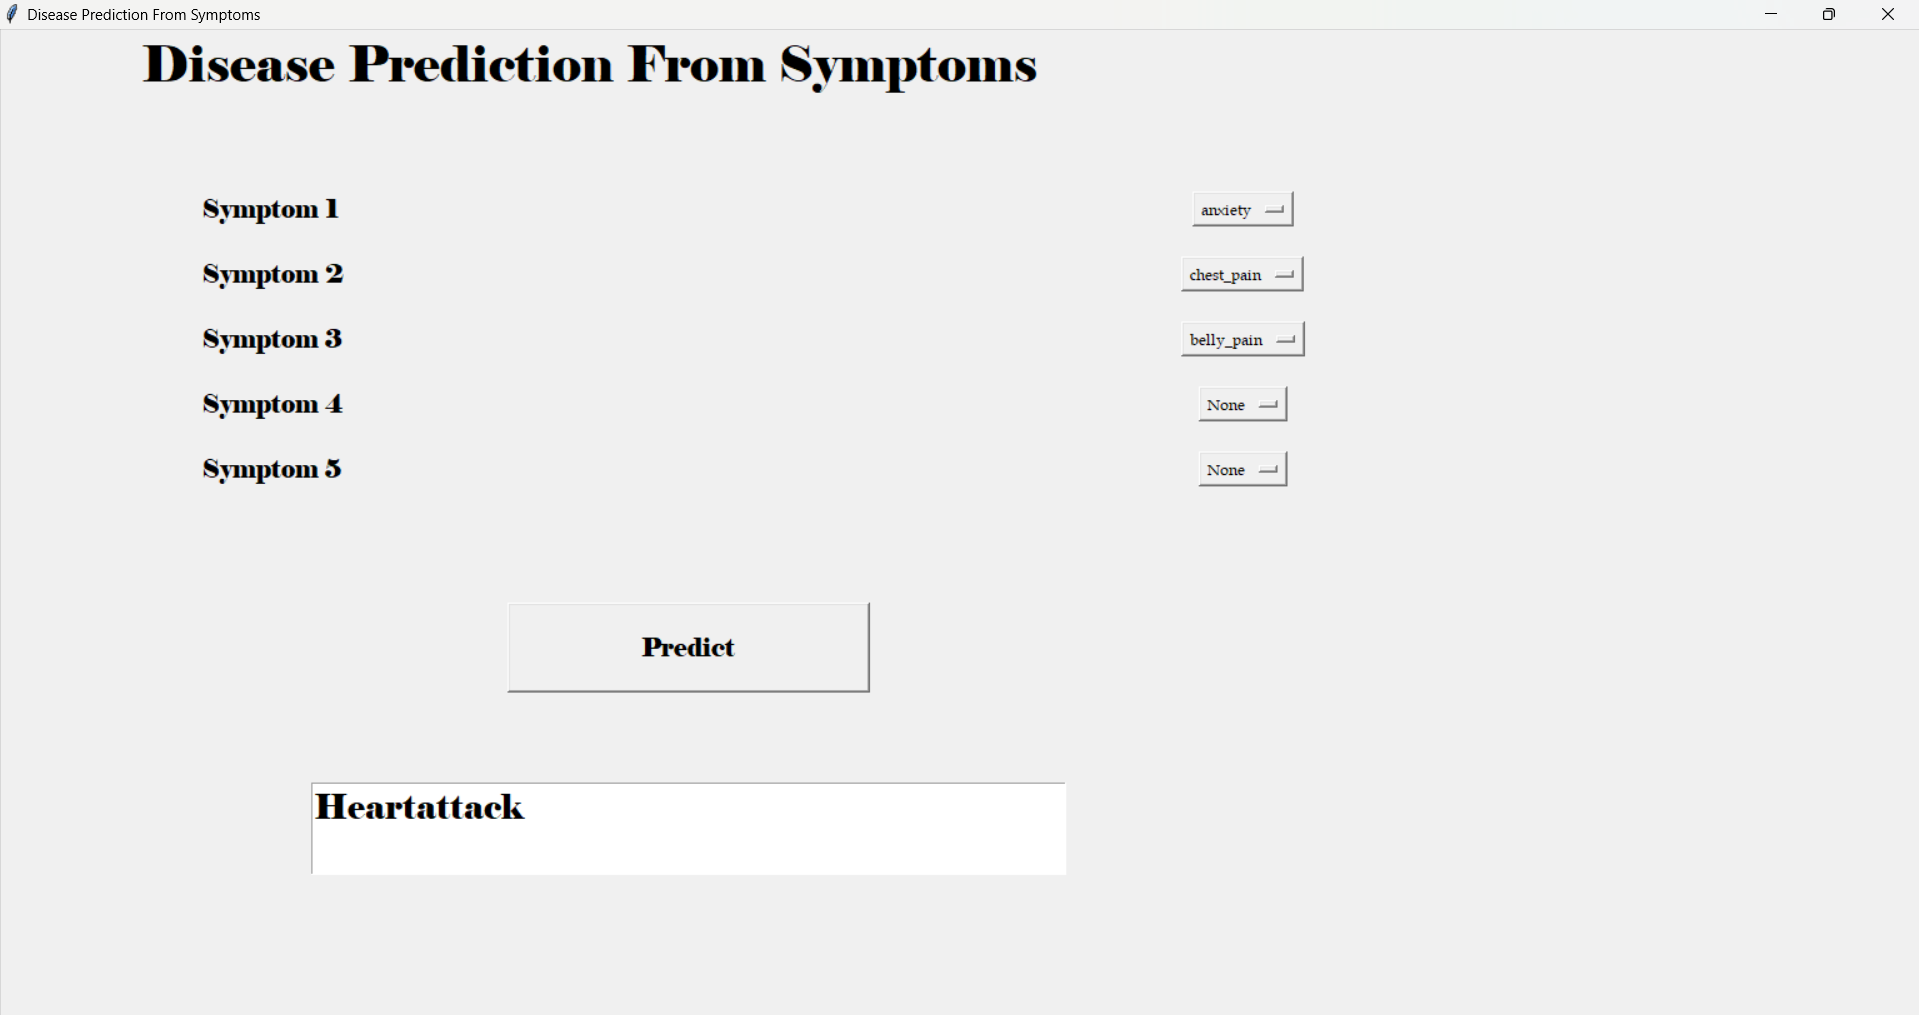 Disease Prediction From Symptoms
Disease Prediction From Symptoms
Symptom 1 anxiety
Symptom 2 chest_pain
Symptom 3 belly_pain
Symptom 4 None
Symptom 5 None
Predict
Heartattack